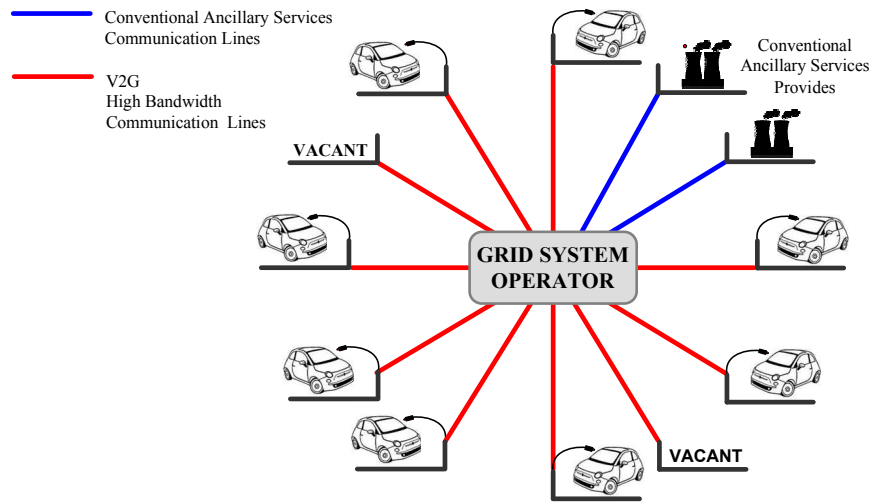 Conventional Ancillary Services
Communication Lines
V2G
High Bandwidth
Communication Lines
Conventional
Ancillary Services
Provides
VACANT
GRID SYSTEM
OPERATOR
VACANT